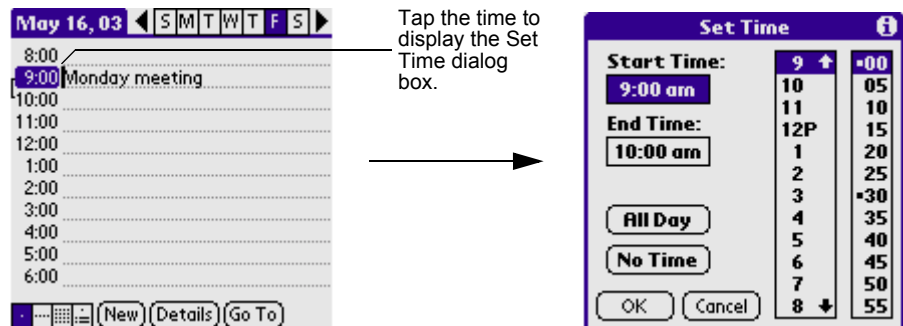 May 16, 03 S M T W T F S
8:00
9:00 Monday meeting
10:00
11:00
12:00
1:00
2:00
3:00
4:00
5:00
6:00
New Details Go To
Tap the time to
display the Set
Time dialog
box.
Set Time
Start Time:
9:00 am
End Time:
10:00 am
All Day
No Time
OK Cancel
9
10
11
12P
1
2
3
4
5
6
7
8
00
05
10
15
20
25
30
35
40
45
50
55